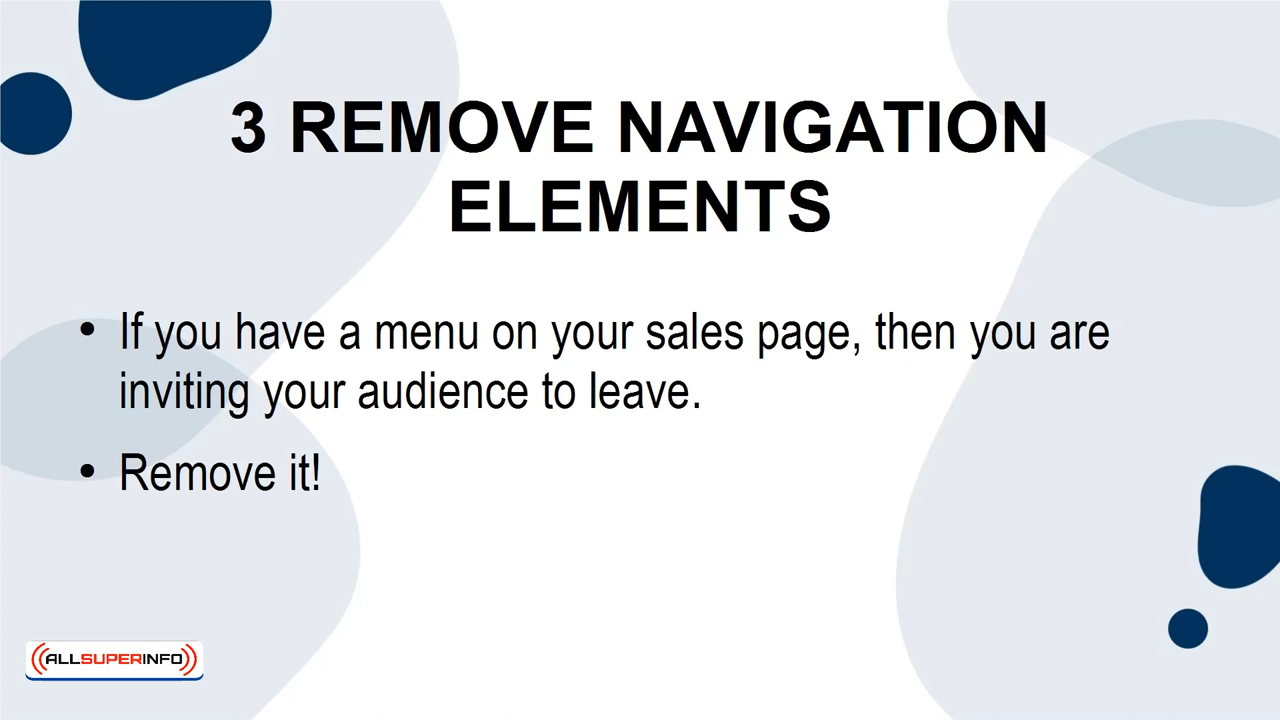 3 REMOVE NAVIGATION
ELEMENTS
• If you have a menu on your sales page, then you are
inviting your audience to leave.
• Remove it!
ALLSUPERINFO